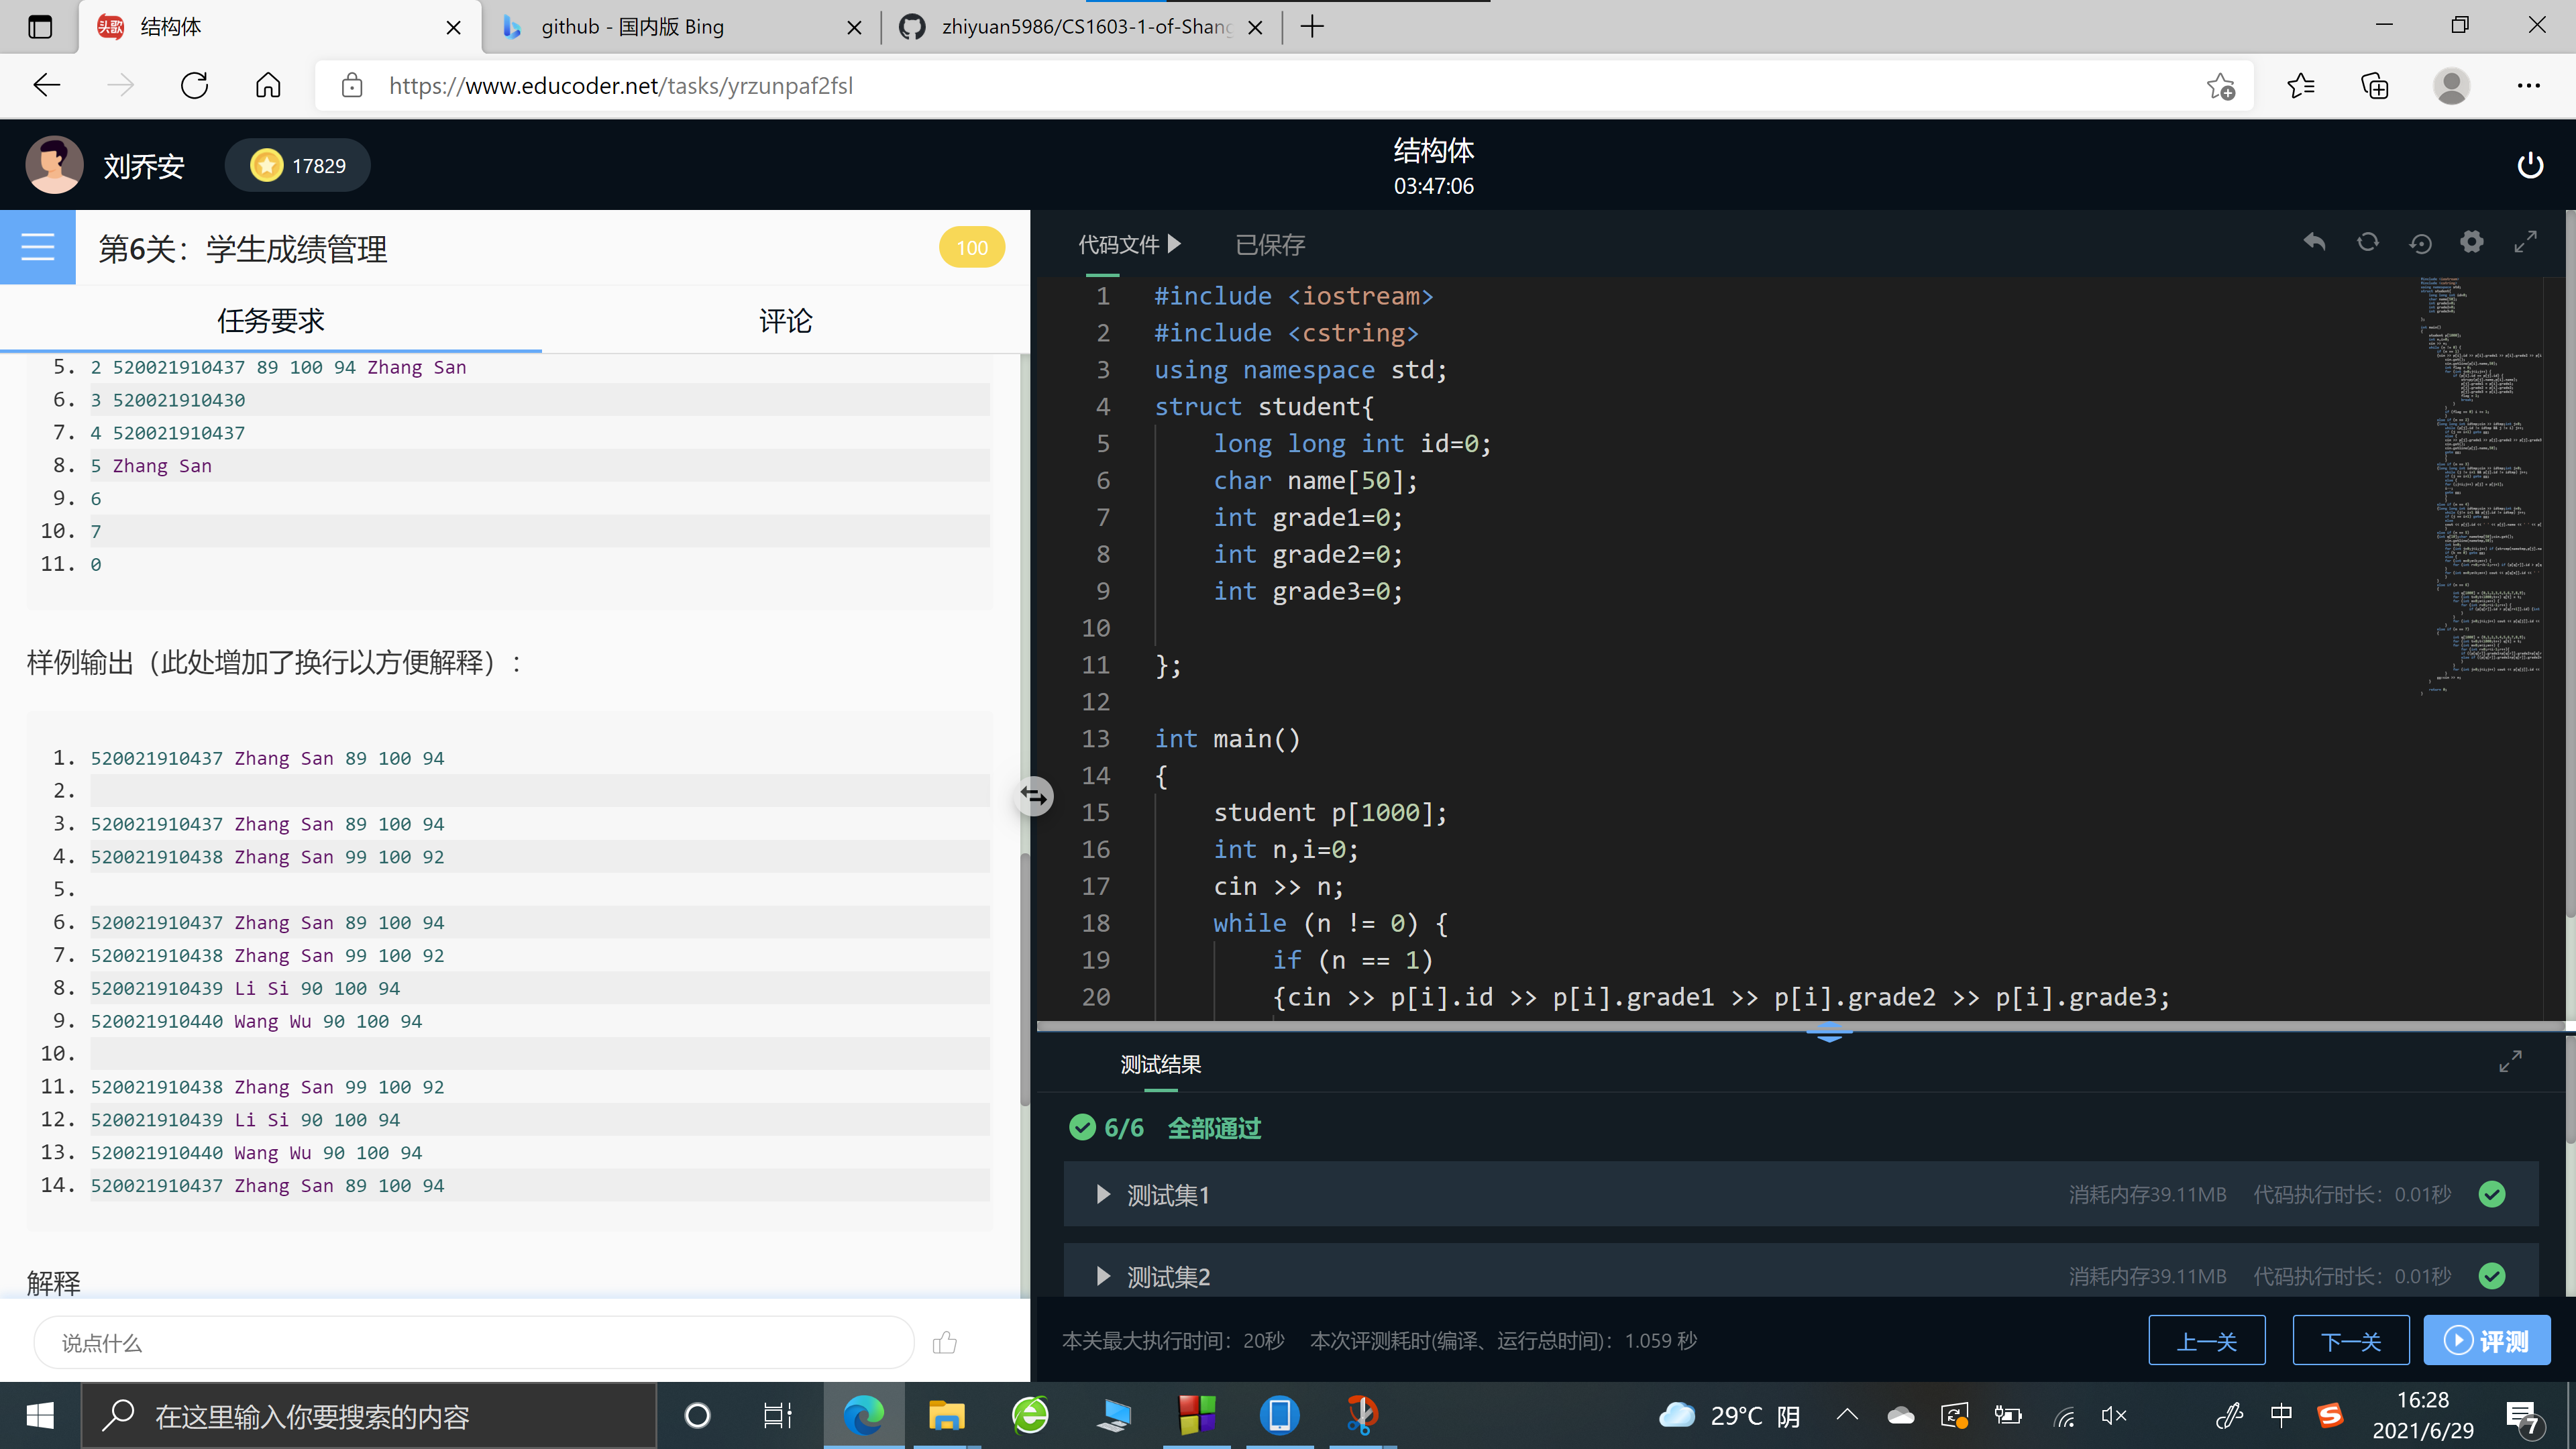 结构体
github - 国内版 Bing
zhiyuan5986/CS1603-1-of-Shang
https://www.educoder.net/tasks/yrzunpaf2fsl
刘乔安
17829
结构体
03:47:06
第6关：学生成绩管理
100
任务要求
评论
5. 2 520021910437 89 100 94 Zhang San
6. 3 520021910430
7. 4 520021910437
8. 5 Zhang San
9. 6
10. 7
11. 0
样例输出（此处增加了换行以方便解释）：
1. 520021910437 Zhang San 89 100 94
2.
3. 520021910437 Zhang San 89 100 94
4. 520021910438 Zhang San 99 100 92
5.
6. 520021910437 Zhang San 89 100 94
7. 520021910438 Zhang San 99 100 92
8. 520021910439 Li Si 90 100 94
9. 520021910440 Wang Wu 90 100 94
10.
11. 520021910438 Zhang San 99 100 92
12. 520021910439 Li Si 90 100 94
13. 520021910440 Wang Wu 90 100 94
14. 520021910437 Zhang San 89 100 94
解释
说点什么
代码文件
已保存
1 #include <iostream>
2 #include <cstring>
3 using namespace std;
4 struct student{
5 long long int id=0;
6 char name[50];
7 int grade1=0;
8 int grade2=0;
9 int grade3=0;
10
11 };
12
13 int main()
14 {
15 student p[1000];
16 int n,i=0;
17 cin >> n;
18 while (n != 0) {
19 if (n == 1)
20 {cin >> p[i].id >> p[i].grade1 >> p[i].grade2 >> p[i].grade3;
测试结果
6/6 全部通过
测试集1 消耗内存39.11MB 代码执行时长：0.01秒
测试集2 消耗内存39.11MB 代码执行时长：0.01秒
本关最大执行时间：20秒 本次评测耗时(编译、运行总时间)：1.059 秒
上一关
下一关
评测
在这里输入你要搜索的内容
29°C 阴
中
16:28
2021/6/29
7